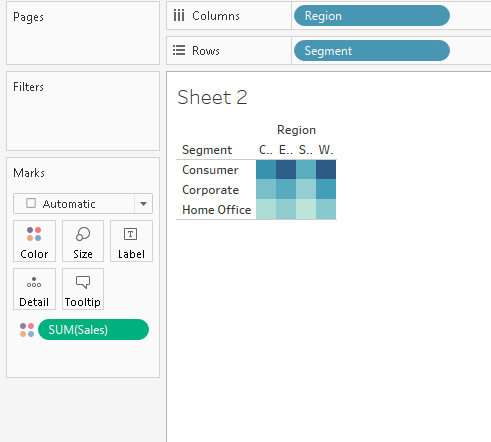 Pages
Columns Region
Rows Segment
Filters
Sheet 2
Region
Segment C.. E.. S.. W.
Consumer
Corporate
Home Office
Marks
Automatic
Color Size Label
Detail Tooltip
SUM(Sales)